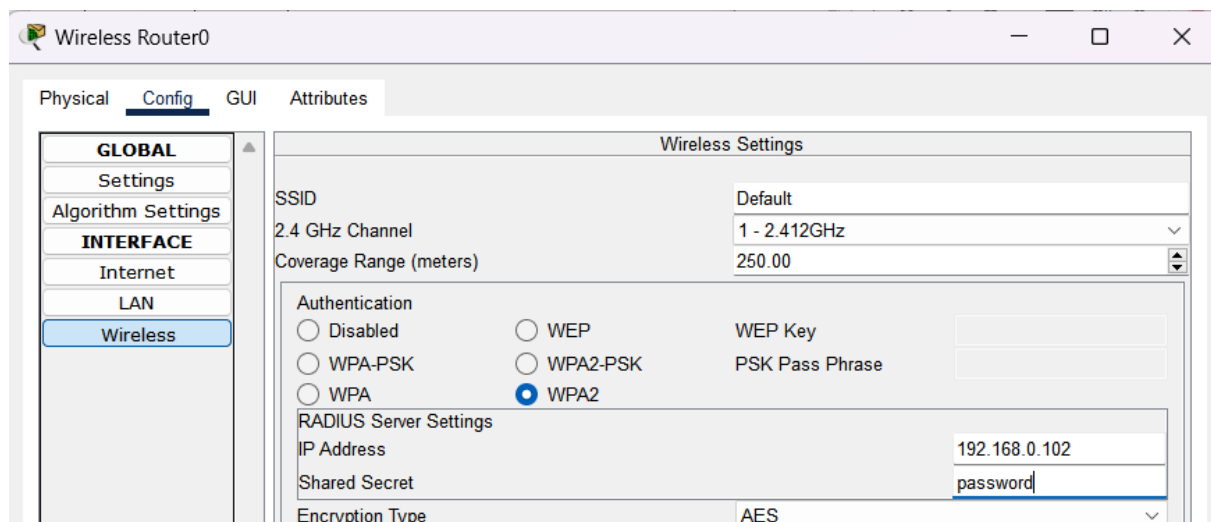 Wireless Router0
Physical Config GUI Attributes
GLOBAL
Settings
Algorithm Settings
INTERFACE
Internet
LAN
Wireless
Wireless Settings
SSID Default
2.4 GHz Channel 1 - 2.412GHz
Coverage Range (meters) 250.00
Authentication
Disabled WEP WEP Key
WPA-PSK WPA2-PSK PSK Pass Phrase
WPA WPA2
RADIUS Server Settings
IP Address 192.168.0.102
Shared Secret password
Encryption Type AES